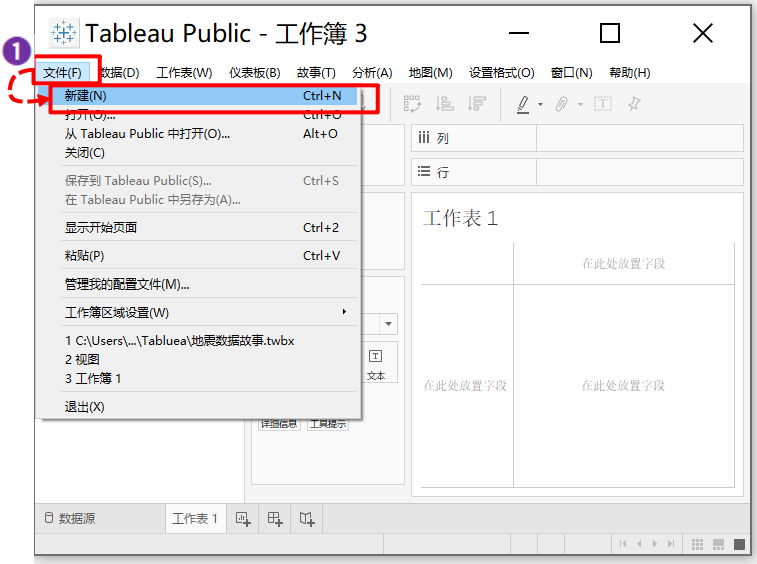 Tableau Public - 工作簿 3
1
文件(F) 数据(D) 工作表(W) 仪表板(B) 故事(T) 分析(A) 地图(M) 设置格式(O) 窗口(N) 帮助(H)
新建(N) Ctrl+N
打开(O)... Ctrl+O
从 Tableau Public 中打开(O)... Alt+O
关闭(C)
保存到 Tableau Public(S)... Ctrl+S
在 Tableau Public 中另存为(A)...
显示开始页面 Ctrl+2
粘贴(P) Ctrl+V
管理我的配置文件(M)...
工作簿区域设置(W)
1 C:\Users\...\Tabluea\地震数据故事.twbx
2 视图
3 工作簿 1
退出(X)
列
行
工作表 1
在此处放置字段
在此处放置字段 在此处放置字段
T
文本
详细信息 工具提示
数据源 工作表 1